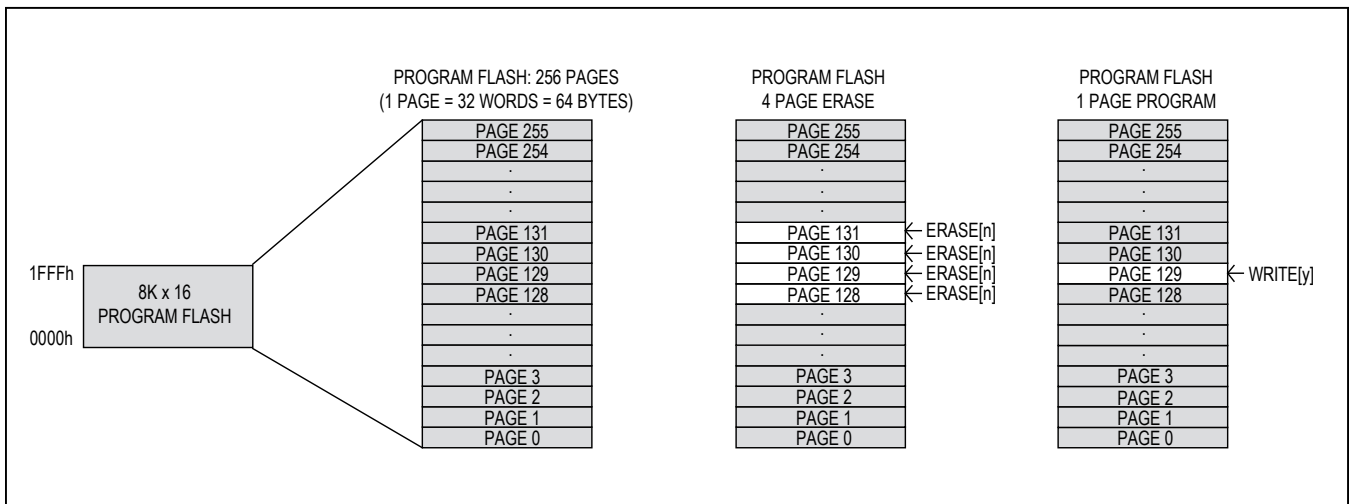 PROGRAM FLASH: 256 PAGES
(1 PAGE = 32 WORDS = 64 BYTES)
PAGE 255
PAGE 254
.
.
.
PAGE 131
PAGE 130
PAGE 129
PAGE 128
.
.
.
PAGE 3
PAGE 2
PAGE 1
PAGE 0
1FFFh
8K x 16
PROGRAM FLASH
0000h
PROGRAM FLASH
4 PAGE ERASE
PAGE 255
PAGE 254
.
.
.
PAGE 131
ERASE[n]
PAGE 130
ERASE[n]
PAGE 129
ERASE[n]
PAGE 128
ERASE[n]
.
.
.
PAGE 3
PAGE 2
PAGE 1
PAGE 0
PROGRAM FLASH
1 PAGE PROGRAM
PAGE 255
PAGE 254
.
.
.
PAGE 131
PAGE 130
PAGE 129
WRITE[y]
PAGE 128
.
.
.
PAGE 3
PAGE 2
PAGE 1
PAGE 0